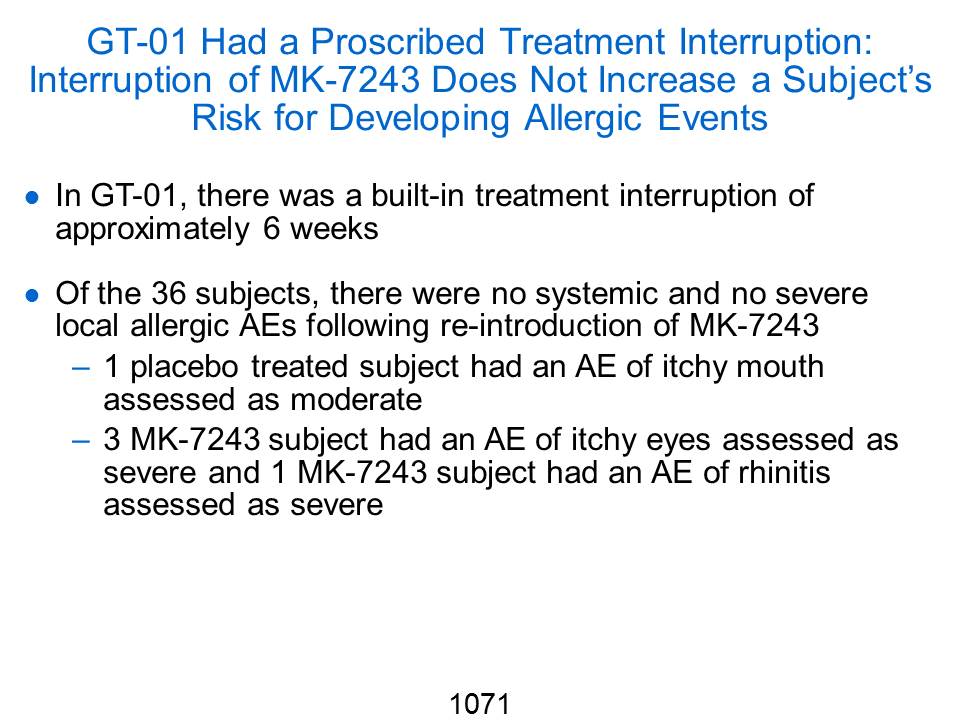 GT-01 Had a Proscribed Treatment Interruption:
Interruption of MK-7243 Does Not Increase a Subject’s
Risk for Developing Allergic Events
● In GT-01, there was a built-in treatment interruption of
approximately 6 weeks
● Of the 36 subjects, there were no systemic and no severe
local allergic AEs following re-introduction of MK-7243
– 1 placebo treated subject had an AE of itchy mouth
assessed as moderate
– 3 MK-7243 subject had an AE of itchy eyes assessed as
severe and 1 MK-7243 subject had an AE of rhinitis
assessed as severe
1071